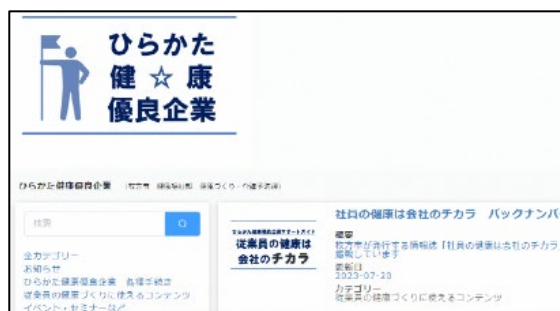 ひらかた
健☆康
優良企業
ひらかた健康優良企業
検索
社員の健康は会社のチカラ バックナンバ
従業員の健康は
会社のチカラ
概要
枚方市が発行する情報誌「社員の健康は会社のチカラ
掲載しています
更新日
2023-07-20
カテゴリー
従業員の健康づくりに使えるコンテンツ
全カテゴリー
お知らせ
ひらかた健康優良企業 各種手続き
従業員の健康づくりに使えるコンテンツ
イベント・セミナーなど